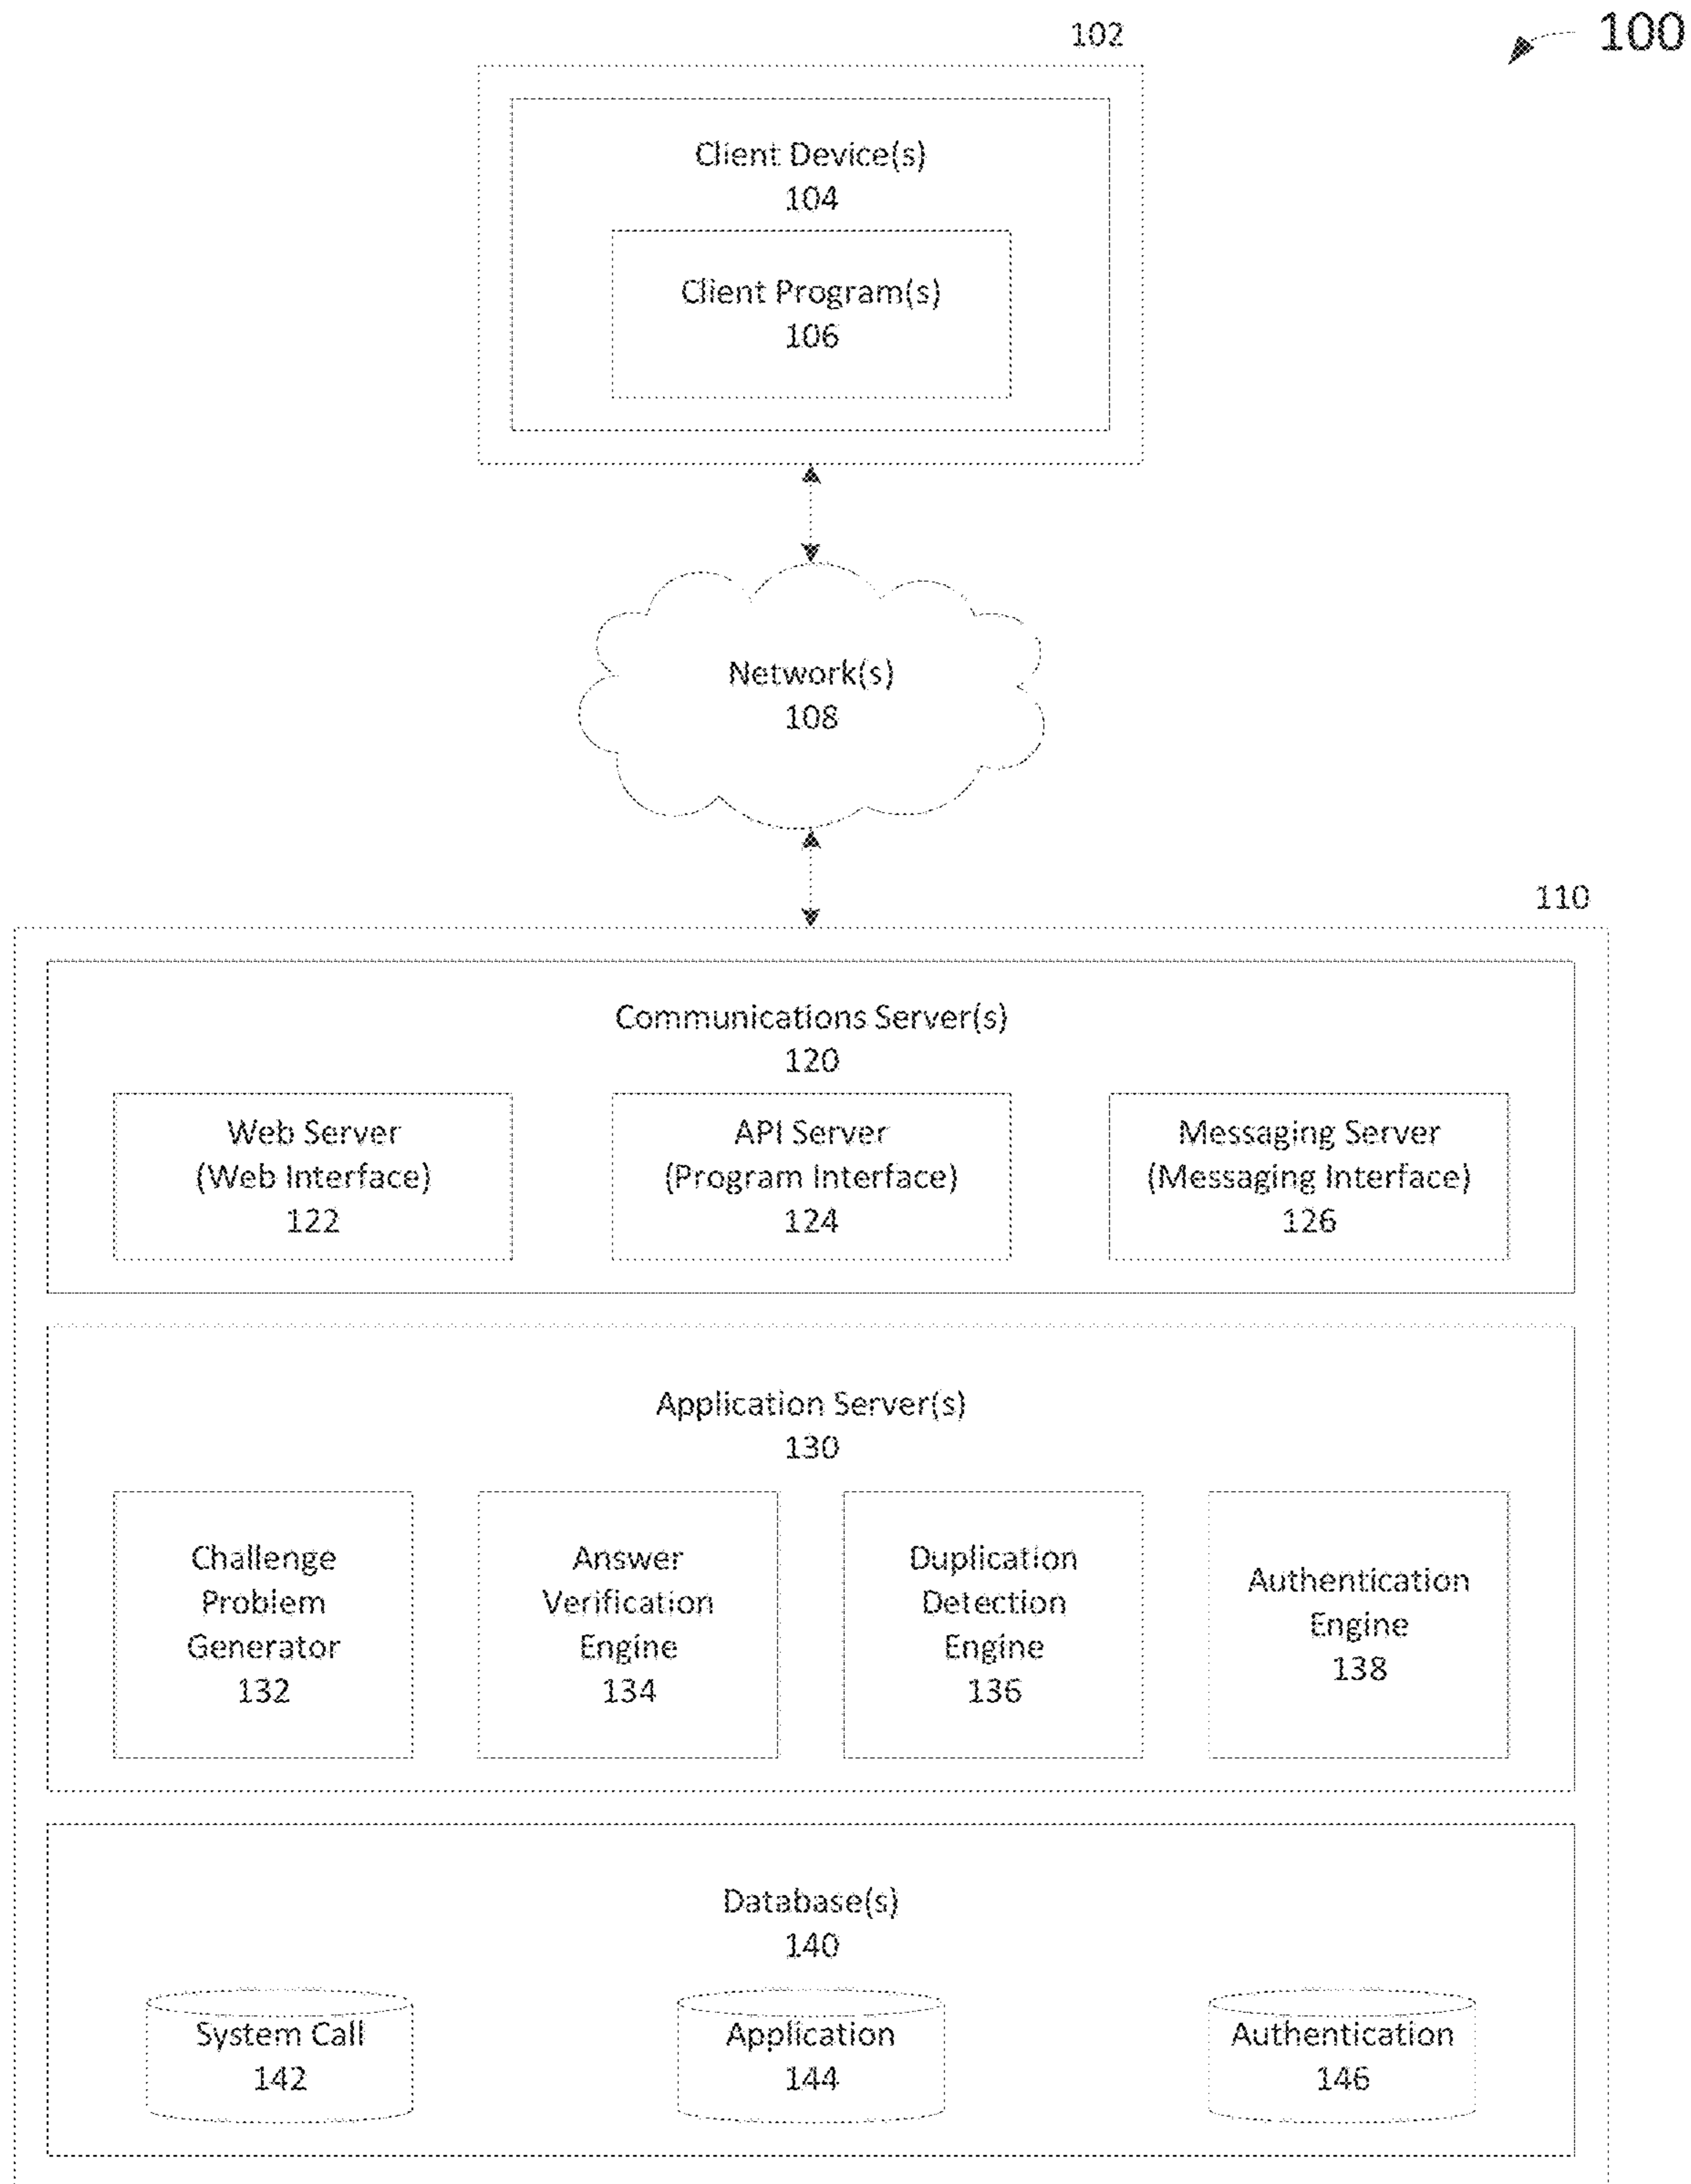 100
102
Client Device(s)
104
Client Program(s)
106
Network(s)
108
110
Communications Server(s)
120
Web Server
(Web Interface)
122
API Server
(Program Interface)
124
Messaging Server
(Messaging Interface)
126
Application Server(s)
130
Challenge
Problem
Generator
132
Answer
Verification
Engine
134
Duplication
Detection
Engine
136
Authentication
Engine
138
Database(s)
140
System Call
142
Application
144
Authentication
146